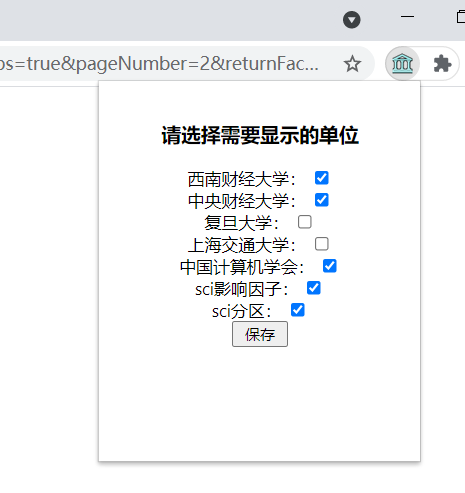 os=true&pageNumber=2&returnFac...
请选择需要显示的单位
西南财经大学：
中央财经大学：
复旦大学：
上海交通大学：
中国计算机学会：
sci影响因子：
sci分区：
保存